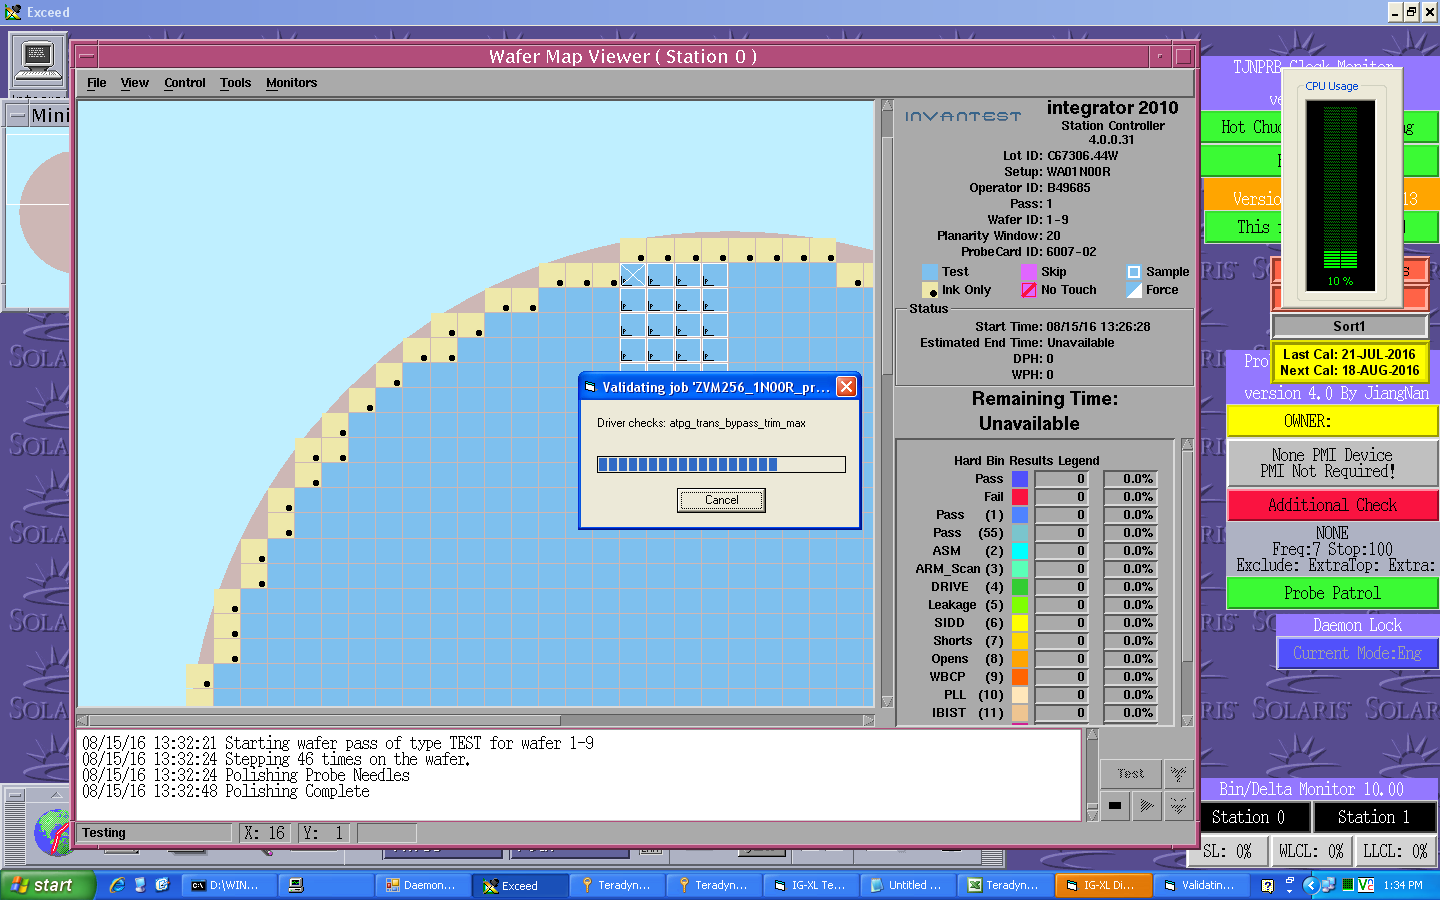 Exceed
Wafer Map Viewer ( Station 0 )
File View Control Tools Monitors
Mini
INVANTEST
integrator 2010
Station Controller
4.0.0.31
Lot ID: C67306.44W
Setup: WA01N00R
Operator ID: B49685
Pass: 1
Wafer ID: 1-9
Planarity Window: 20
ProbeCard ID: 6007-02
Test Skip Sample
Ink Only No Touch Force
Status
Start Time: 08/15/16 13:26:28
Estimated End Time: Unavailable
DPH: 0
WPH: 0
Remaining Time:
Unavailable
Hard Bin Results Legend
Pass 0 0.0%
Fail 0 0.0%
Pass (1) 0 0.0%
Pass (55) 0 0.0%
ASM (2) 0 0.0%
ARM_Scan (3) 0 0.0%
DRIVE (4) 0 0.0%
Leakage (5) 0 0.0%
SIDD (6) 0 0.0%
Shorts (7) 0 0.0%
Opens (8) 0 0.0%
WBCP (9) 0 0.0%
PLL (10) 0 0.0%
IBIST (11) 0 0.0%
Validating job 'ZVM256_1N00R_pr...
Driver checks: atpg_trans_bypass_trim_max
Cancel
08/15/16 13:32:21 Starting wafer pass of type TEST for wafer 1-9
08/15/16 13:32:24 Stepping 46 times on the wafer.
08/15/16 13:32:24 Polishing Probe Needles
08/15/16 13:32:48 Polishing Complete
Test
Testing X: 16 Y: 1
TJNPRB Clock Monitor
CPU Usage
10 %
Hot Chuc
Versio 13
This
Sort1
Last Cal: 21-JUL-2016
Next Cal: 18-AUG-2016
version 4.0 By JiangNan
OWNER:
None PMI Device
PMI Not Required!
Additional Check
NONE
Freq:7 Stop:100
Exclude: ExtraTop: Extra:
Probe Patrol
Daemon Lock
Current Mode:Eng
Bin/Delta Monitor 10.00
Station 0 Station 1
SL: 0% WLCL: 0% LLCL: 0%
start D:\WIN... Daemon... Exceed Teradyn... Teradyn... IG-XL Te... Untitled ... Teradyn... IG-XL Di... Validatin... 1:34 PM